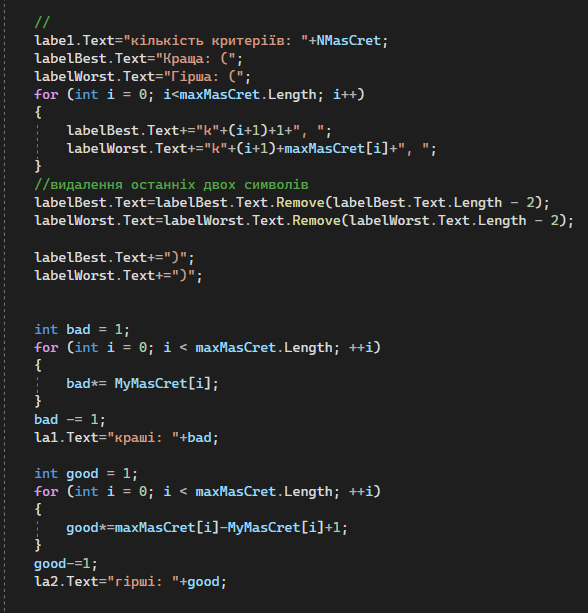 //
labe1.Text="кількість критеріїв: "+NMasCret;
labelBest.Text="Краща: (";
labelWorst.Text="Гірша: (";
for (int i = 0; i<maxMasCret.Length; i++)
{
labelBest.Text+="k"+(i+1)+1+", ";
labelWorst.Text+="k"+(i+1)+maxMasCret[i]+", ";
}
//видалення останніх двох символів
labelBest.Text=labelBest.Text.Remove(labelBest.Text.Length - 2);
labelWorst.Text=labelWorst.Text.Remove(labelWorst.Text.Length - 2);
labelBest.Text+=")";
labelWorst.Text+=")";
int bad = 1;
for (int i = 0; i < maxMasCret.Length; ++i)
{
bad*= MyMasCret[i];
}
bad -= 1;
la1.Text="краші: "+bad;
int good = 1;
for (int i = 0; i < maxMasCret.Length; ++i)
{
good*=maxMasCret[i]-MyMasCret[i]+1;
}
good-=1;
la2.Text="гірші: "+good;